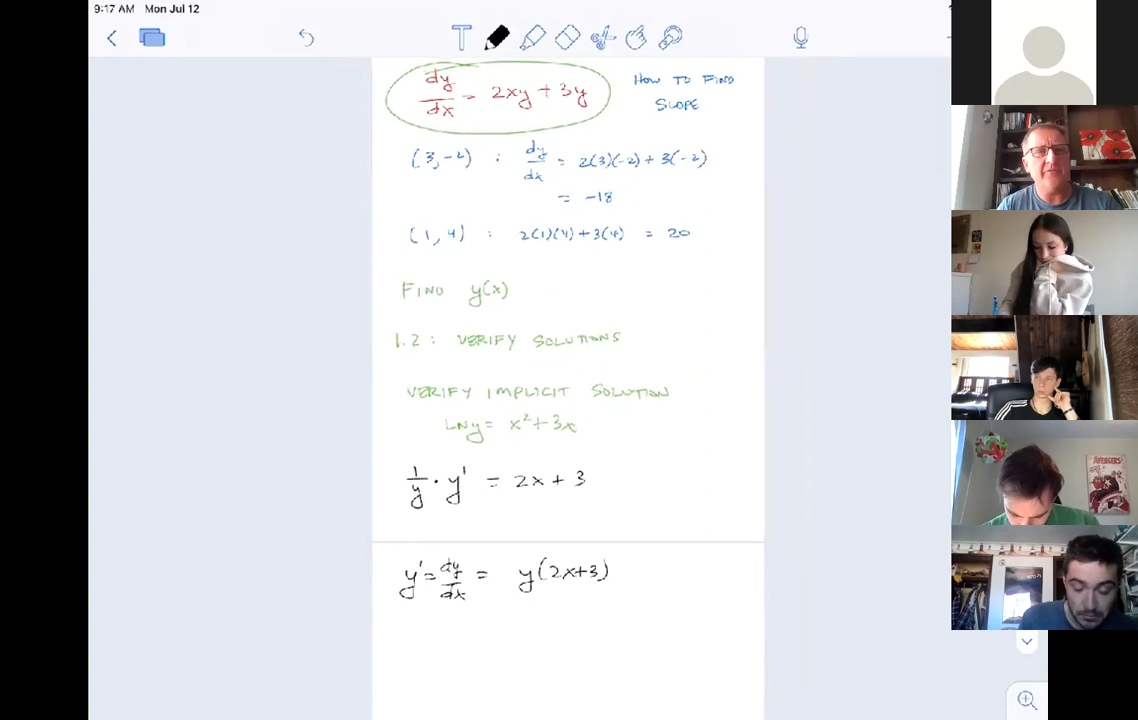 9:17 AM Mon Jul 12
dy/dx = 2xy + 3y
HOW TO FIND
SLOPE
(3, -2) : dy/dx = 2(3)(-2) + 3(-2)
= -18
(1, 4) : 2(1)(4) + 3(4) = 20
FIND y(x)
1.2 : VERIFY SOLUTIONS
VERIFY IMPLICIT SOLUTION
LN y = x² + 3x
1/y · y' = 2x + 3
y' = dy/dx = y(2x+3)
AVENGERS